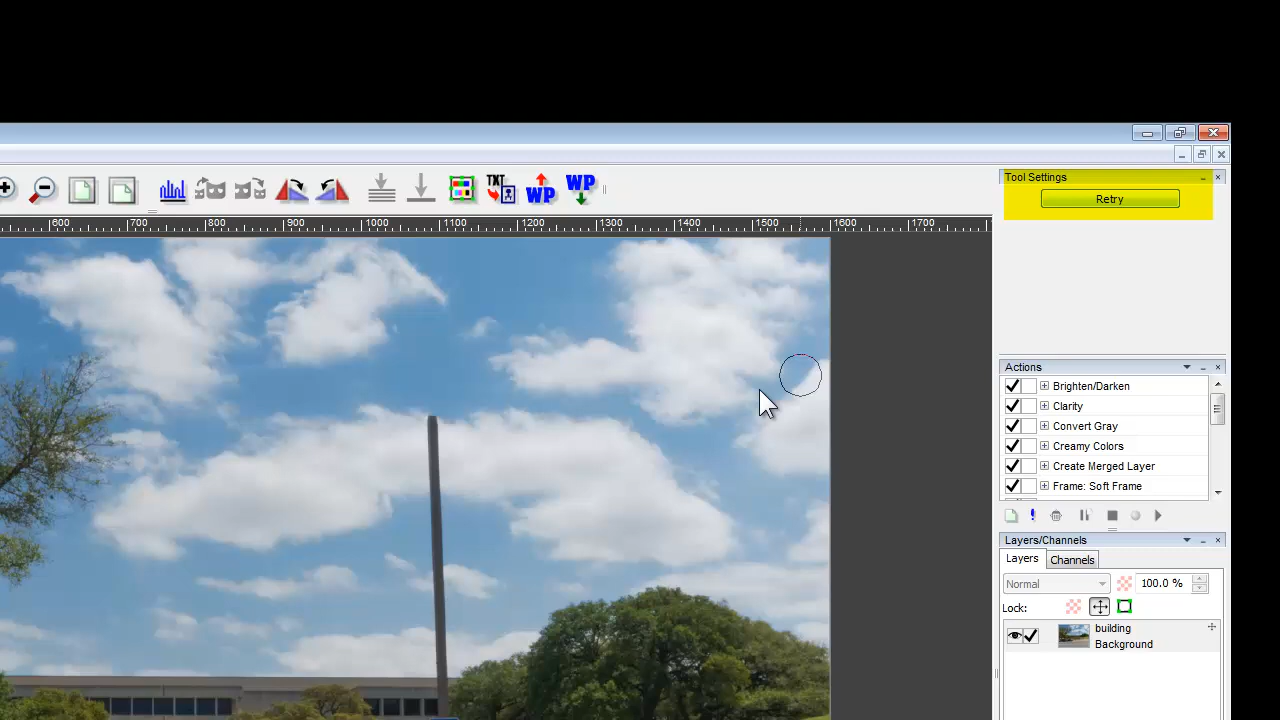 Tool Settings
Retry
TXT
WP
WP
600 700 800 900 1000 1100 1200 1300 1400 1500 1600 1700
Actions
Brighten/Darken
Clarity
Convert Gray
Creamy Colors
Create Merged Layer
Frame: Soft Frame
Layers/Channels
Layers Channels
Normal 100.0 %
Lock:
building
Background